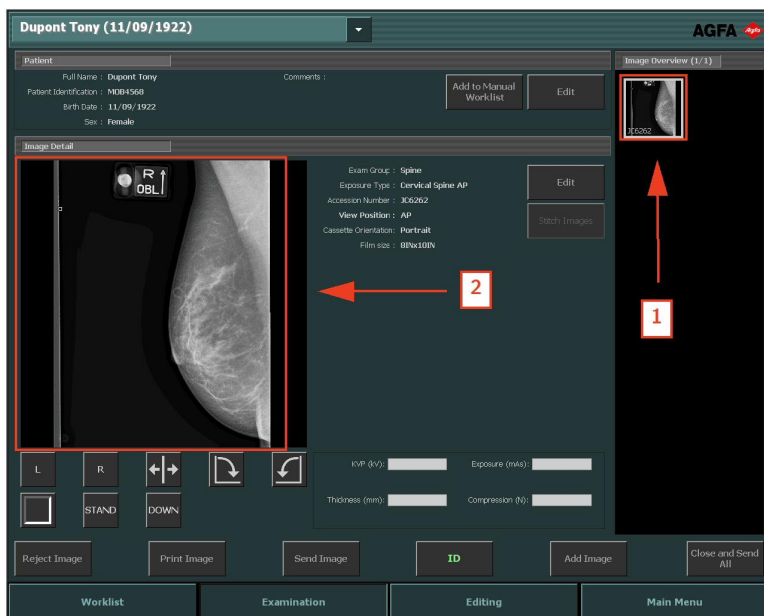 Dupont Tony (11/09/1922)
AGFA
Agfa
Patient
Full Name : Dupont Tony
Comments :
Patient Identification : MOB4568
Birth Date : 11/09/1922
Sex : Female
Add to Manual
Worklist
Edit
Image Overview (1/1)
JC6262
Image Detail
R
OBL
Exam Group : Spine
Exposure Type : Cervical Spine AP
Accession Number : JC6262
View Position : AP
Cassette Orientation: Portrait
Film size : 8INx10IN
Edit
Stitch Images
2
1
L
R
STAND
DOWN
KVP (kV):
Exposure (mAs):
Thickness (mm):
Compression (N):
Reject Image
Print Image
Send Image
ID
Add Image
Close and Send
All
Worklist
Examination
Editing
Main Menu